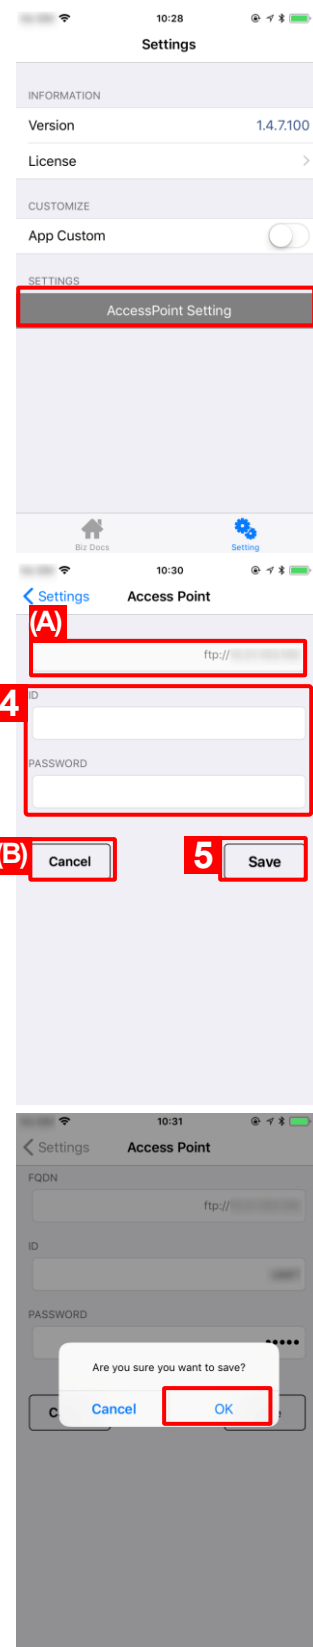 10:28
Settings
INFORMATION
Version 1.4.7.100
License
CUSTOMIZE
App Custom
SETTINGS
AccessPoint Setting
Biz Docs Setting
10:30
Settings Access Point
(A)
ftp://
4 ID
PASSWORD
(B) Cancel 5 Save
10:31
Settings Access Point
FQDN
ftp://
ID
PASSWORD
•••••
Are you sure you want to save?
Cancel OK